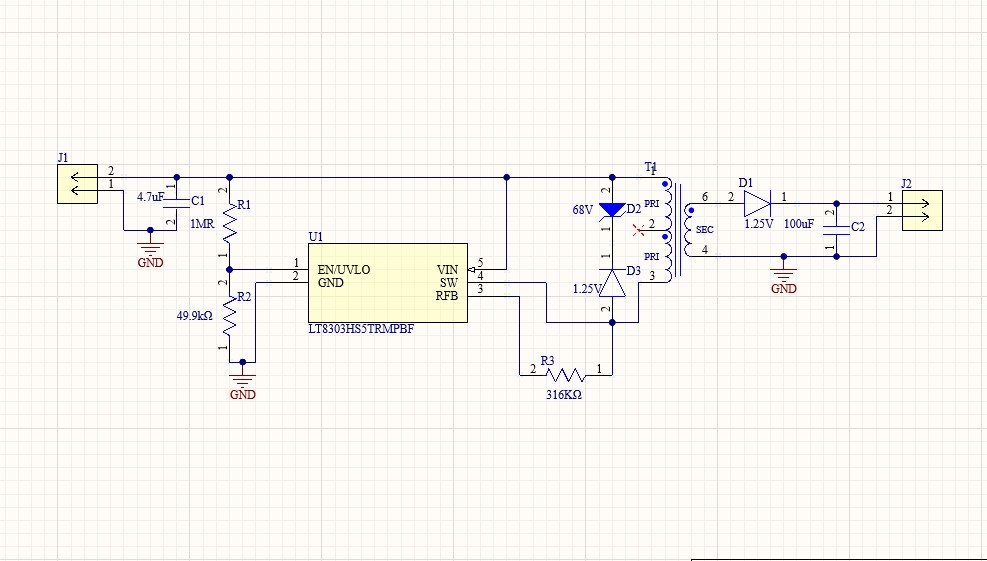 J1
2
1
4.7uF
1
2
C1
GND
2
R1
1MR
1
2
R2
49.9kΩ
1
GND
U1
1
EN/UVLO
2
GND
VIN
5
SW
4
RFB
3
LT8303HS5TRMPBF
2
R3
1
316KΩ
2
68V
D2
1
1
D3
1.25V
2
T1
1
PRI
2
PRI
3
SEC
6
4
D1
2
1
1.25V
100uF
2
C2
1
GND
J2
1
2